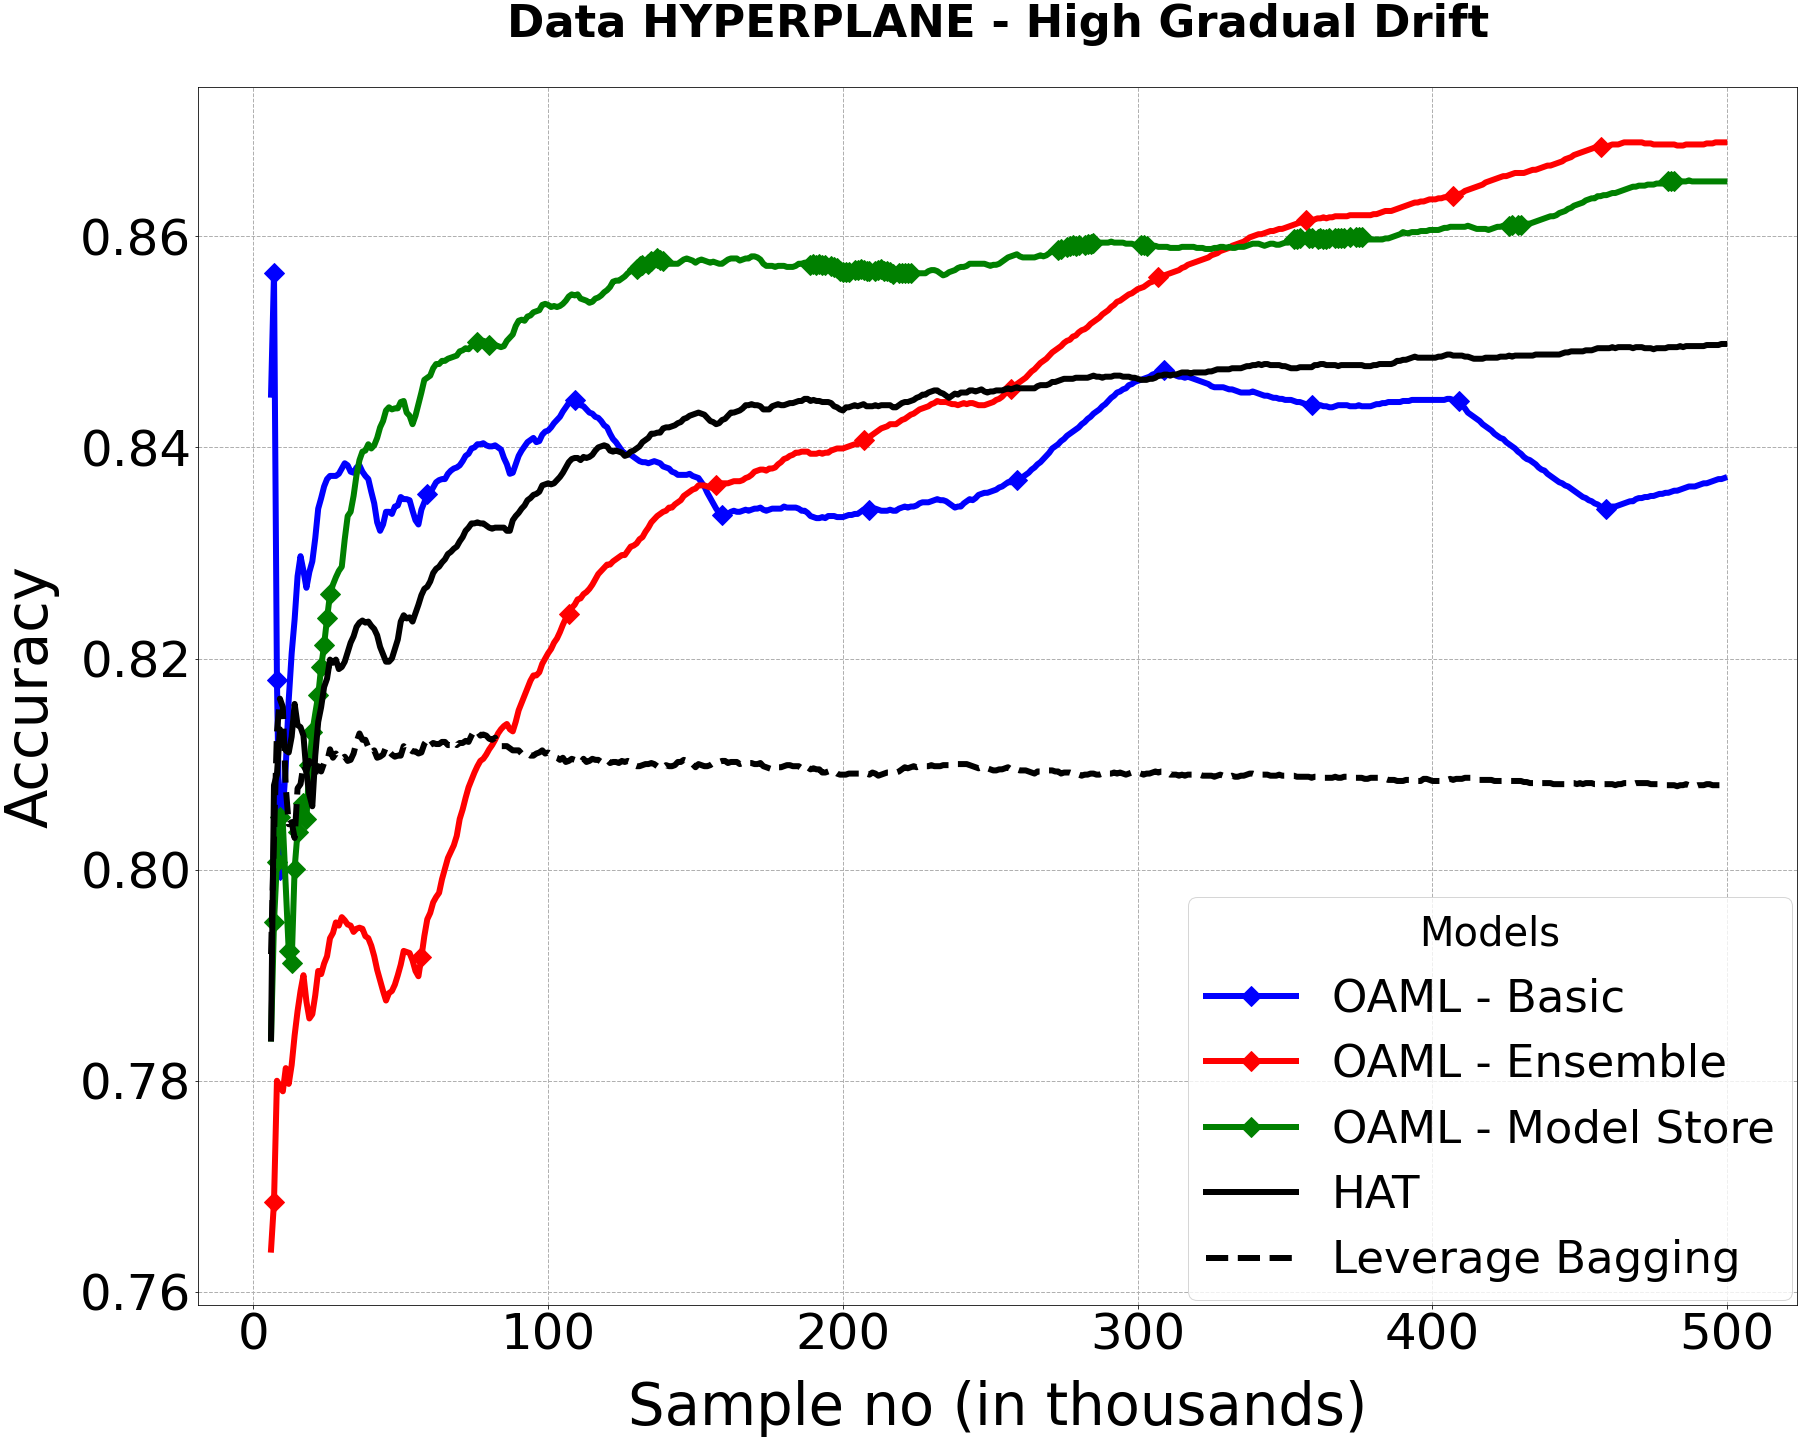 Data HYPERPLANE - High Gradual Drift
Accuracy
0.86
0.84
0.82
0.80
0.78
0.76
0 100 200 300 400 500
Sample no (in thousands)
Models
OAML - Basic
OAML - Ensemble
OAML - Model Store
HAT
Leverage Bagging